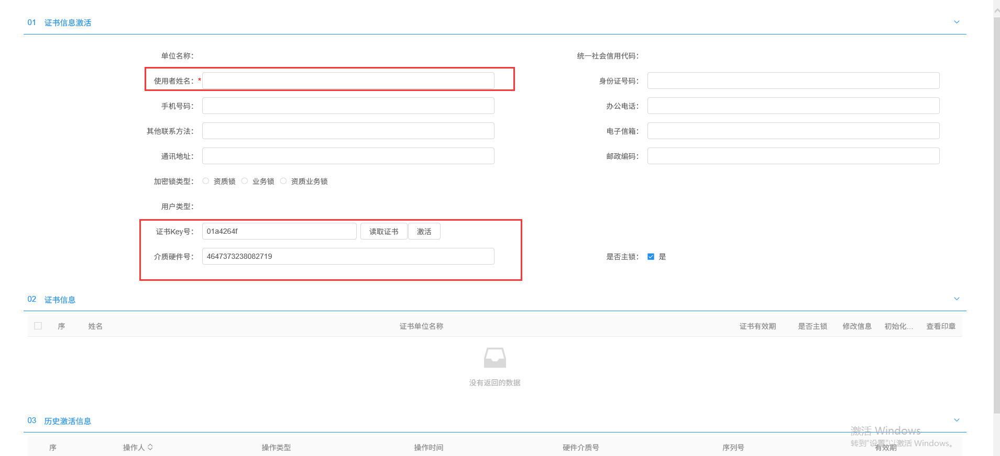 01 证书信息激活
单位名称： 统一社会信用代码：
使用者姓名：* 身份证号码：
手机号码： 办公电话：
其他联系方法： 电子信箱：
通讯地址： 邮政编码：
加密锁类型： 资质锁 业务锁 资质业务锁
用户类型：
证书Key号： 01a4264f 读取证书 激活
介质硬件号： 4647373238082719 是否主锁： 是
02 证书信息
序 姓名 证书单位名称 证书有效期 是否主锁 修改信息 初始化... 查看印章
没有返回的数据
03 历史激活信息
激活 Windows
转到"设置"以激活 Windows。
序 操作人 操作类型 操作时间 硬件介质号 序列号 有效期